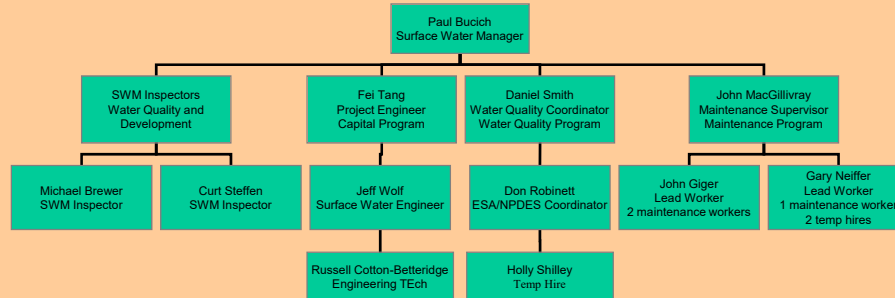 Paul Bucich
Surface Water Manager
SWM Inspectors
Water Quality and
Development
Fei Tang
Project Engineer
Capital Program
Daniel Smith
Water Quality Coordinator
Water Quality Program
John MacGillivray
Maintenance Supervisor
Maintenance Program
Michael Brewer
SWM Inspector
Curt Steffen
SWM Inspector
Jeff Wolf
Surface Water Engineer
Don Robinett
ESA/NPDES Coordinator
John Giger
Lead Worker
2 maintenance workers
Gary Neiffer
Lead Worker
1 maintenance worker
2 temp hires
Russell Cotton-Betteridge
Engineering TEch
Holly Shilley
Temp Hire